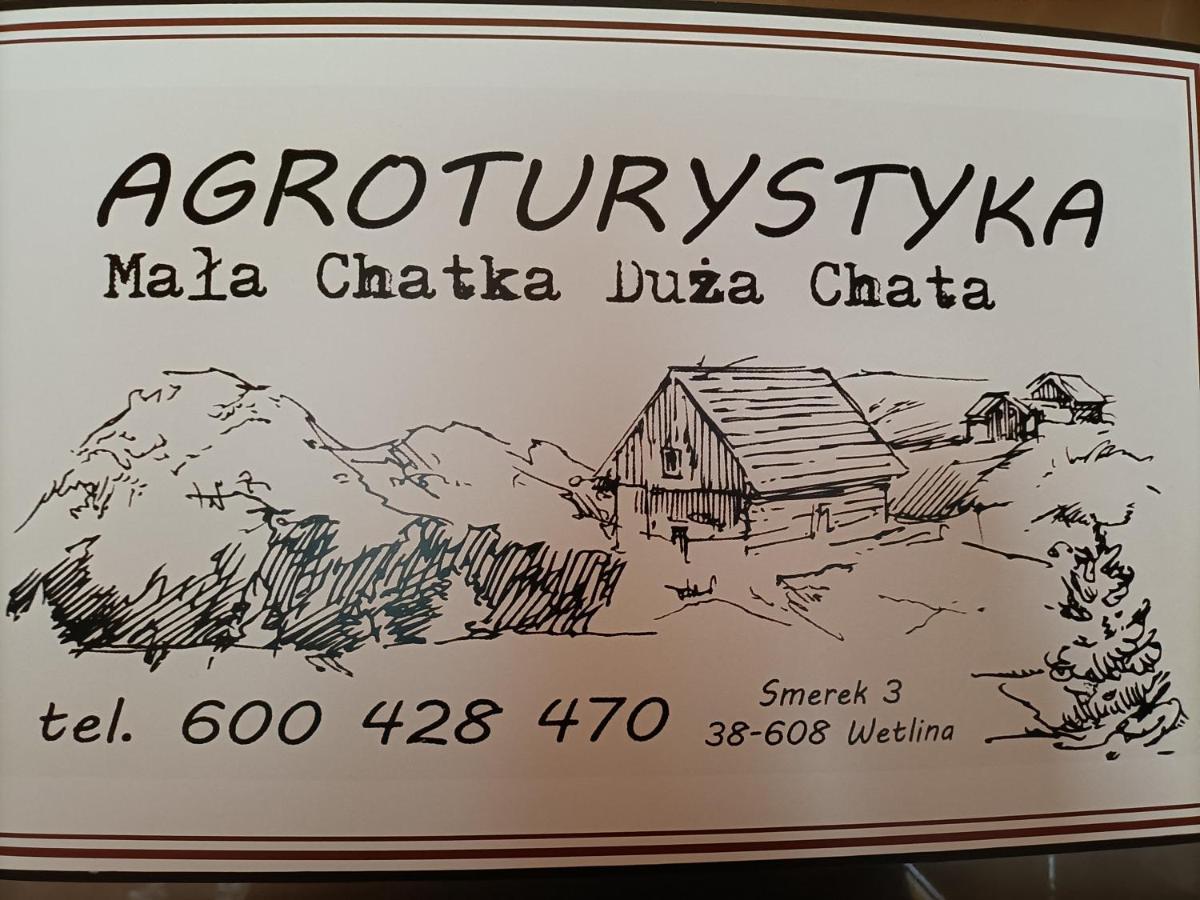 AGROTURYSTYKA
Mała Chatka Duża Chata
tel. 600 428 470
Smerek 3
38-608 Wetlina